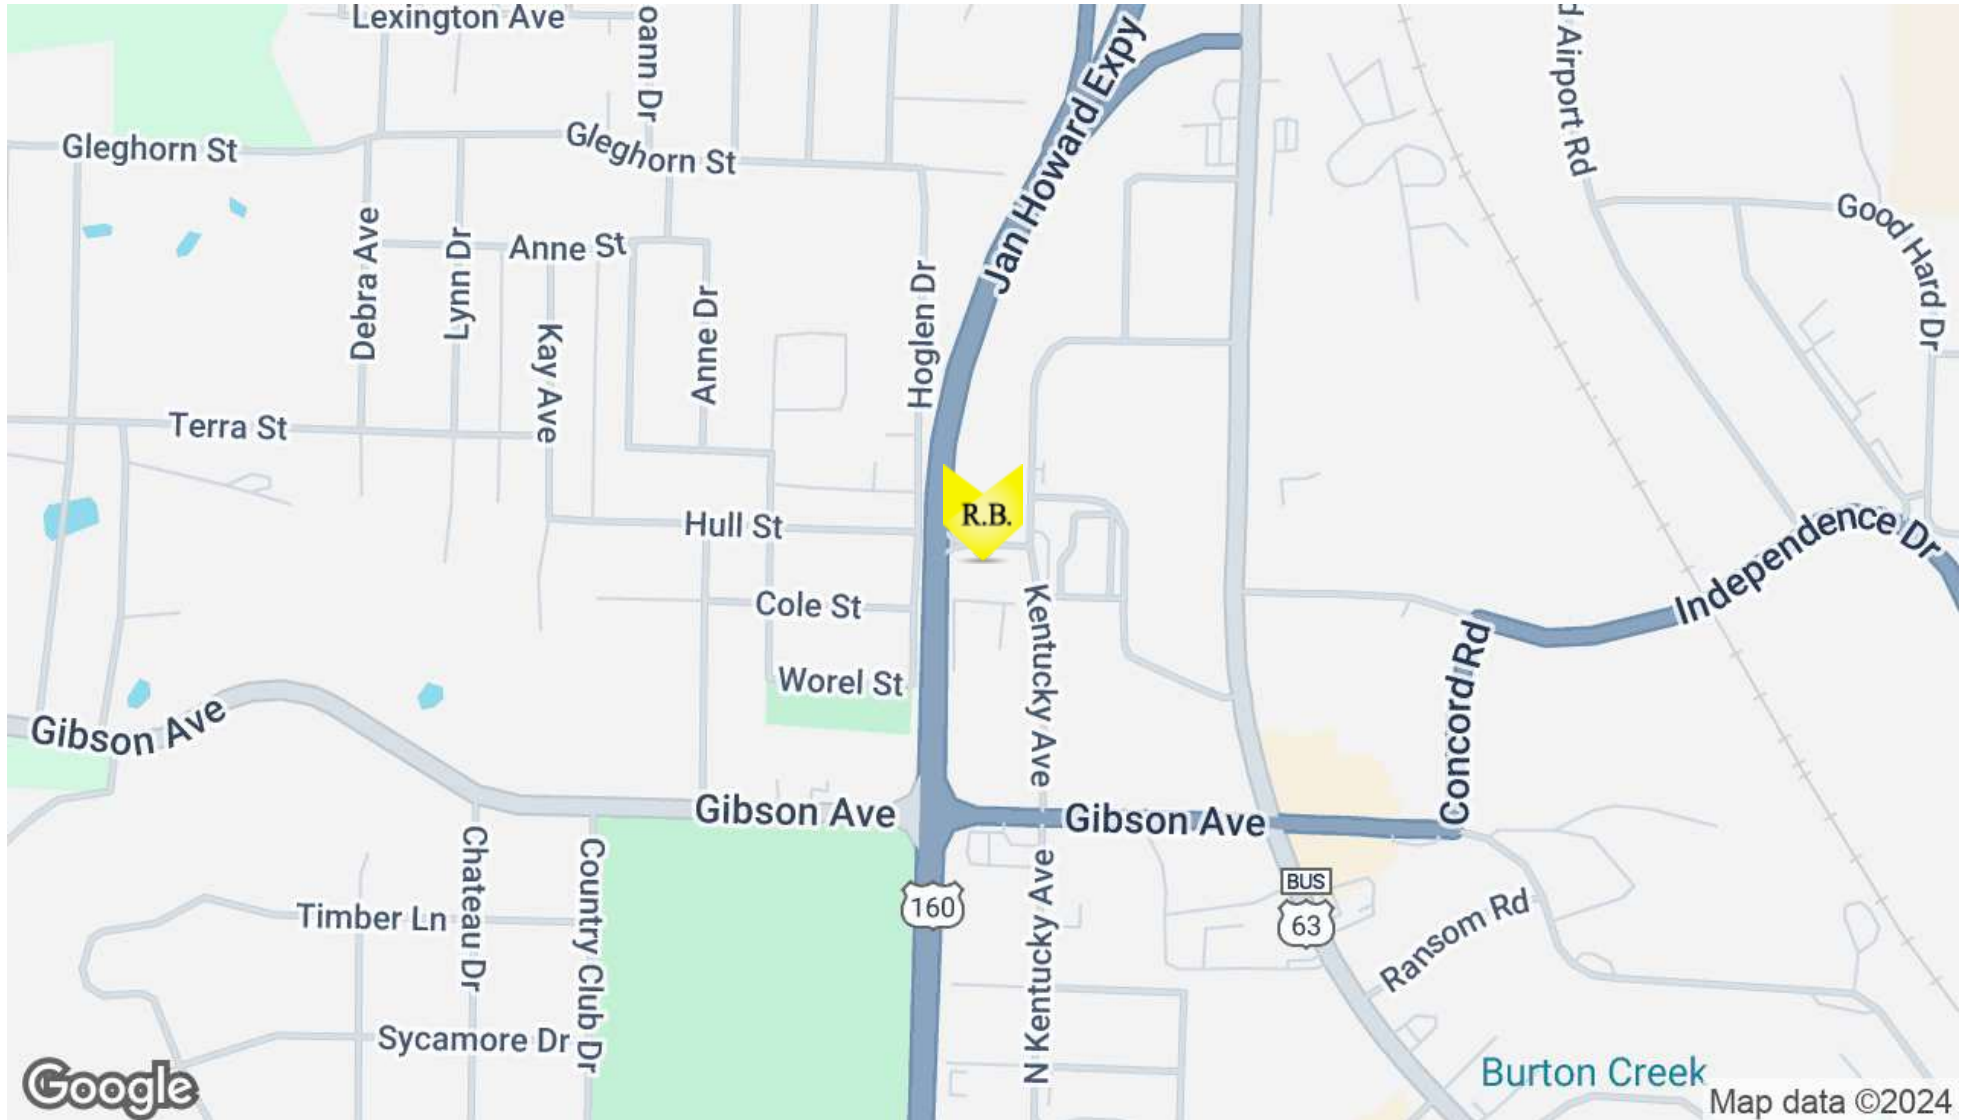 Lexington Ave
oann Dr
Jan Howard Expy
d Airport Rd
Gleghorn St
Gleghorn St
Good Hard Dr
Debra Ave
Lynn Dr
Anne St
Kay Ave
Anne Dr
Hoglen Dr
Terra St
Hull St
R.B.
Independence Dr
Cole St
Kentucky Ave
Concord Rd
Worel St
Gibson Ave
Gibson Ave
Gibson Ave
Chateau Dr
Country Club Dr
Timber Ln
160
N Kentucky Ave
BUS
63
Ransom Rd
Sycamore Dr
Burton Creek
Google
Map data ©2024